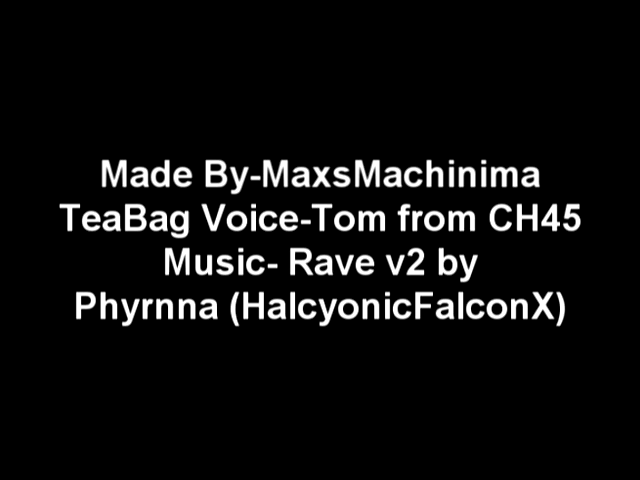 Made By-MaxsMachinima
TeaBag Voice-Tom from CH45
Music- Rave v2 by
Phyrnna (HalcyonicFalconX)